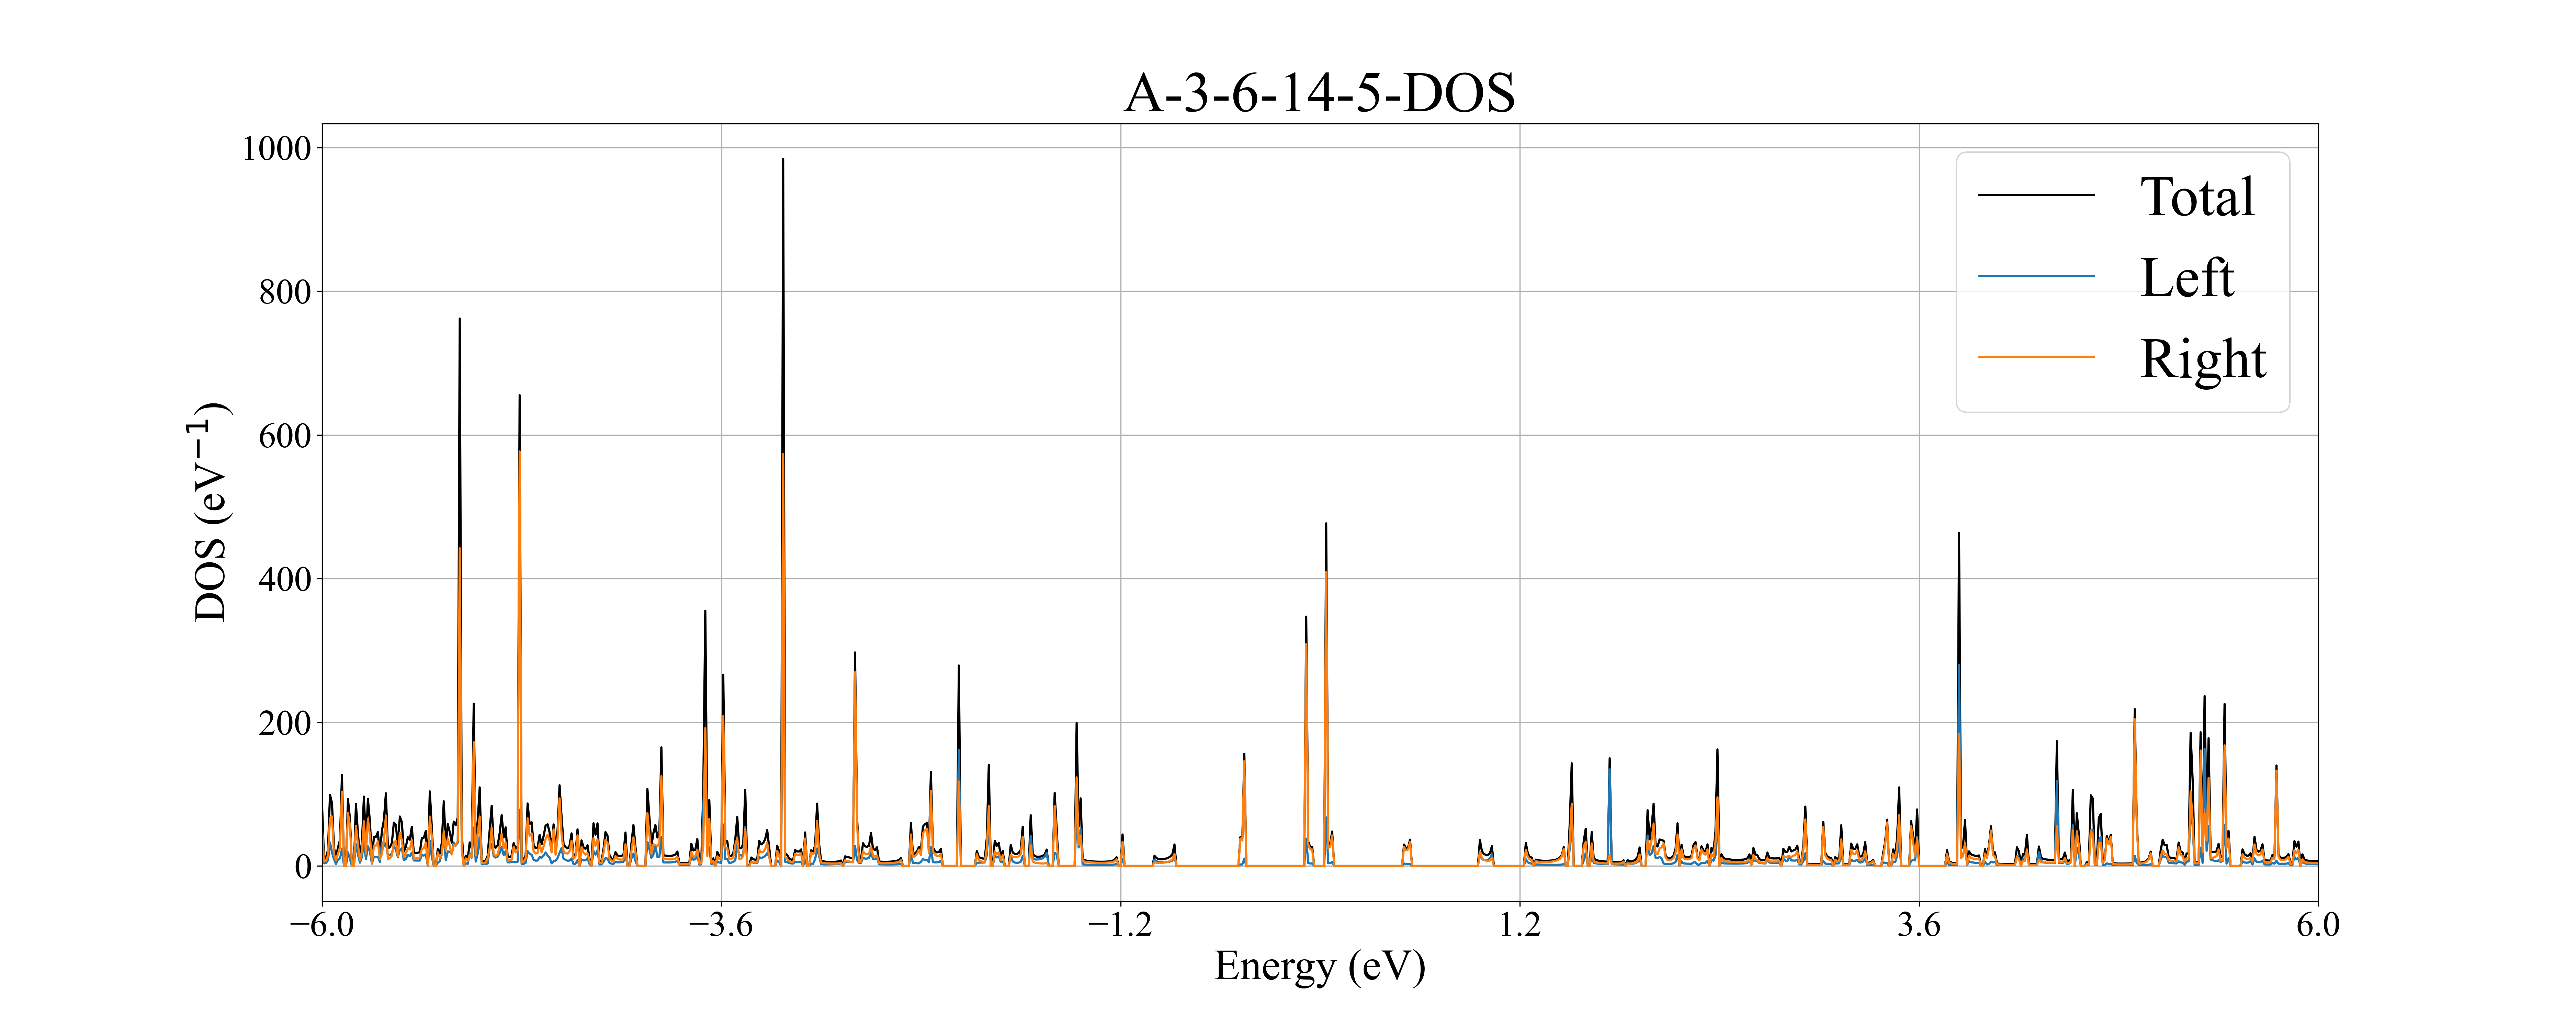 A-3-6-14-5-DOS
1000
800
600
400
200
0
DOS (eV⁻¹)
Total
Left
Right
−6.0 −3.6 −1.2 1.2 3.6 6.0
Energy (eV)